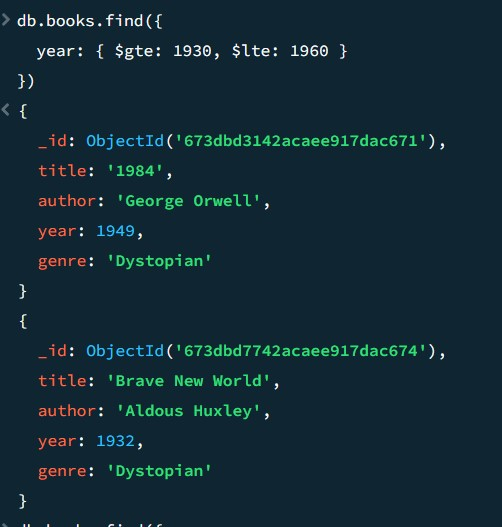 > db.books.find({
year: { $gte: 1930, $lte: 1960 }
})
< {
_id: ObjectId('673dbd3142acaee917dac671'),
title: '1984',
author: 'George Orwell',
year: 1949,
genre: 'Dystopian'
}
{
_id: ObjectId('673dbd7742acaee917dac674'),
title: 'Brave New World',
author: 'Aldous Huxley',
year: 1932,
genre: 'Dystopian'
}